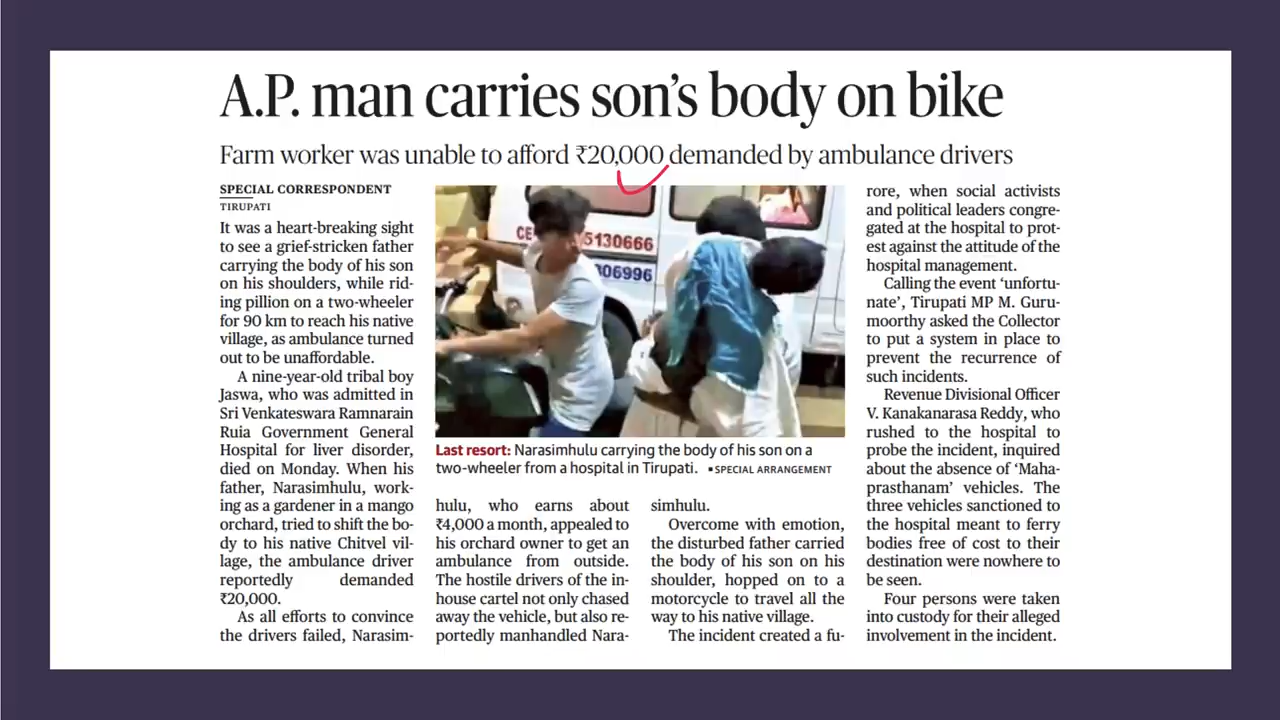 A.P. man carries son's body on bike
Farm worker was unable to afford ₹20,000 demanded by ambulance drivers
SPECIAL CORRESPONDENT
TIRUPATI
It was a heart-breaking sight
to see a grief-stricken father
carrying the body of his son
on his shoulders, while rid-
ing pillion on a two-wheeler
for 90 km to reach his native
village, as ambulance turned
out to be unaffordable.
A nine-year-old tribal boy
Jaswa, who was admitted in
Sri Venkateswara Ramnarain
Ruia Government General
Hospital for liver disorder,
died on Monday. When his
father, Narasimhulu, work-
ing as a gardener in a mango
orchard, tried to shift the bo-
dy to his native Chitvel vil-
lage, the ambulance driver
reportedly demanded
₹20,000.
As all efforts to convince
the drivers failed, Narasim-
CE 5130666
306996
Last resort: Narasimhulu carrying the body of his son on a
two-wheeler from a hospital in Tirupati. ▪ SPECIAL ARRANGEMENT
hulu, who earns about
₹4,000 a month, appealed to
his orchard owner to get an
ambulance from outside.
The hostile drivers of the in-
house cartel not only chased
away the vehicle, but also re-
portedly manhandled Nara-
simhulu.
Overcome with emotion,
the disturbed father carried
the body of his son on his
shoulder, hopped on to a
motorcycle to travel all the
way to his native village.
The incident created a fu-
rore, when social activists
and political leaders congre-
gated at the hospital to prot-
est against the attitude of the
hospital management.
Calling the event 'unfortu-
nate', Tirupati MP M. Guru-
moorthy asked the Collector
to put a system in place to
prevent the recurrence of
such incidents.
Revenue Divisional Officer
V. Kanakanarasa Reddy, who
rushed to the hospital to
probe the incident, inquired
about the absence of 'Maha-
prasthanam' vehicles. The
three vehicles sanctioned to
the hospital meant to ferry
bodies free of cost to their
destination were nowhere to
be seen.
Four persons were taken
into custody for their alleged
involvement in the incident.